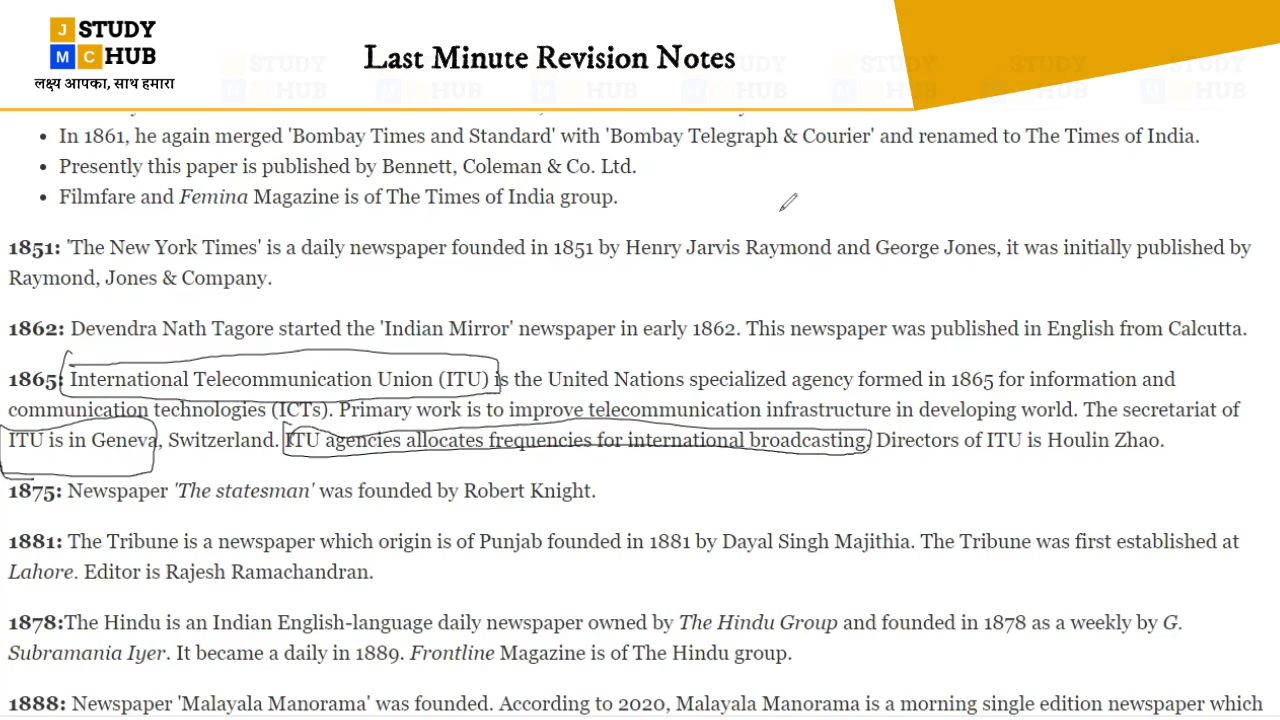 J STUDY
M C HUB
लक्ष्य आपका, साथ हमारा
Last Minute Revision Notes
• In 1861, he again merged 'Bombay Times and Standard' with 'Bombay Telegraph & Courier' and renamed to The Times of India.
• Presently this paper is published by Bennett, Coleman & Co. Ltd.
• Filmfare and Femina Magazine is of The Times of India group.
1851: 'The New York Times' is a daily newspaper founded in 1851 by Henry Jarvis Raymond and George Jones, it was initially published by
Raymond, Jones & Company.
1862: Devendra Nath Tagore started the 'Indian Mirror' newspaper in early 1862. This newspaper was published in English from Calcutta.
1865: International Telecommunication Union (ITU) is the United Nations specialized agency formed in 1865 for information and
communication technologies (ICTs). Primary work is to improve telecommunication infrastructure in developing world. The secretariat of
ITU is in Geneva, Switzerland. ITU agencies allocates frequencies for international broadcasting. Directors of ITU is Houlin Zhao.
1875: Newspaper 'The statesman' was founded by Robert Knight.
1881: The Tribune is a newspaper which origin is of Punjab founded in 1881 by Dayal Singh Majithia. The Tribune was first established at
Lahore. Editor is Rajesh Ramachandran.
1878:The Hindu is an Indian English-language daily newspaper owned by The Hindu Group and founded in 1878 as a weekly by G.
Subramania Iyer. It became a daily in 1889. Frontline Magazine is of The Hindu group.
1888: Newspaper 'Malayala Manorama' was founded. According to 2020, Malayala Manorama is a morning single edition newspaper which